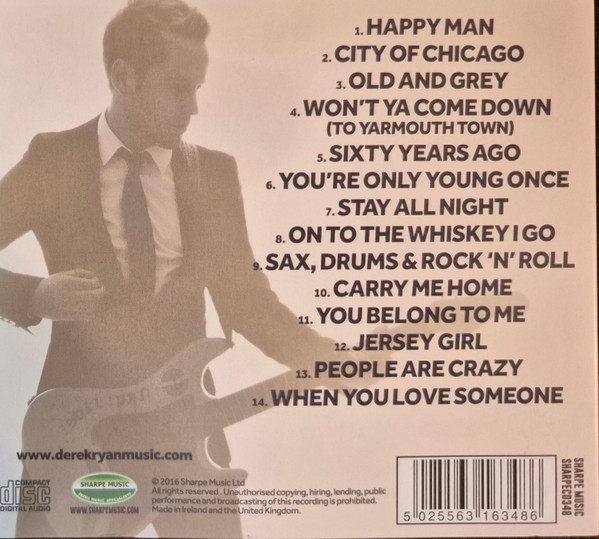 1. HAPPY MAN
2. CITY OF CHICAGO
3. OLD AND GREY
4. WON'T YA COME DOWN
(TO YARMOUTH TOWN)
5. SIXTY YEARS AGO
6. YOU'RE ONLY YOUNG ONCE
7. STAY ALL NIGHT
8. ON TO THE WHISKEY I GO
9. SAX, DRUMS & ROCK 'N' ROLL
10. CARRY ME HOME
11. YOU BELONG TO ME
12. JERSEY GIRL
13. PEOPLE ARE CRAZY
14. WHEN YOU LOVE SOMEONE
www.derekryanmusic.com
COMPACT
disc
DIGITAL AUDIO
SHARPE MUSIC
WWW.SHARPEMUSIC.COM
© 2016 Sharpe Music Ltd
All rights reserved . Unauthorised copying, hiring, lending, public
performance and broadcasting of this recording is prohibited.
Made in Ireland and the United Kingdom.
5 025563 163486
SHARPE MUSIC
SHARPECD348